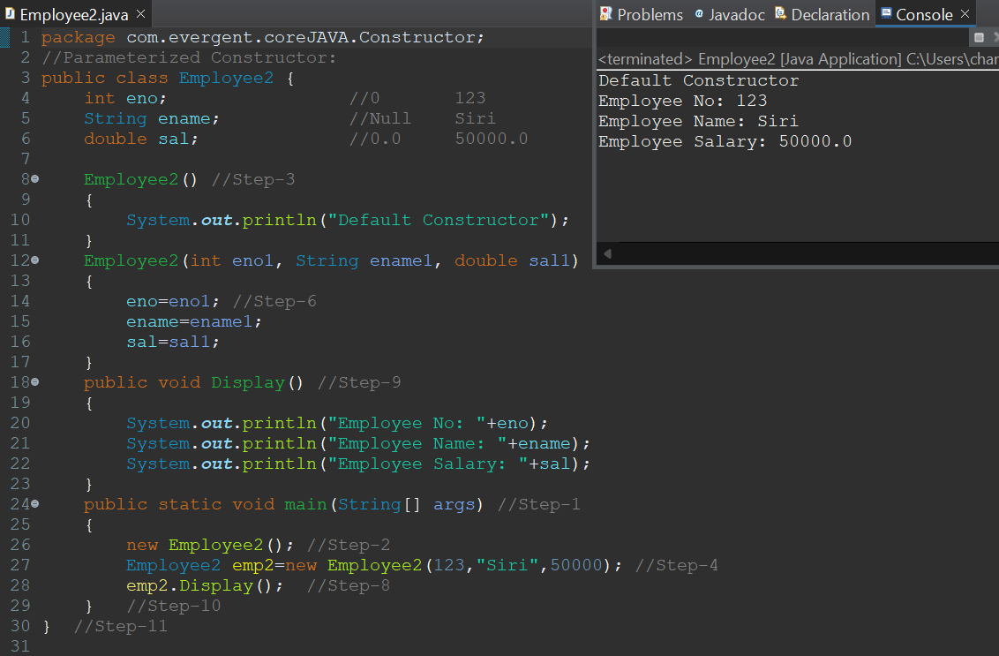 Employee2.java
1 package com.evergent.coreJAVA.Constructor;
2 //Parameterized Constructor:
3 public class Employee2 {
4     int eno;                 //0       123
5     String ename;            //Null    Siri
6     double sal;              //0.0     50000.0
7
8     Employee2() //Step-3
9     {
10         System.out.println("Default Constructor");
11     }
12     Employee2(int eno1, String ename1, double sal1)
13     {
14         eno=eno1; //Step-6
15         ename=ename1;
16         sal=sal1;
17     }
18     public void Display() //Step-9
19     {
20         System.out.println("Employee No: "+eno);
21         System.out.println("Employee Name: "+ename);
22         System.out.println("Employee Salary: "+sal);
23     }
24     public static void main(String[] args) //Step-1
25     {
26         new Employee2(); //Step-2
27         Employee2 emp2=new Employee2(123,"Siri",50000); //Step-4
28         emp2.Display();  //Step-8
29     }   //Step-10
30 }  //Step-11
31
Problems @ Javadoc Declaration Console
<terminated> Employee2 [Java Application] C:\Users\char
Default Constructor
Employee No: 123
Employee Name: Siri
Employee Salary: 50000.0